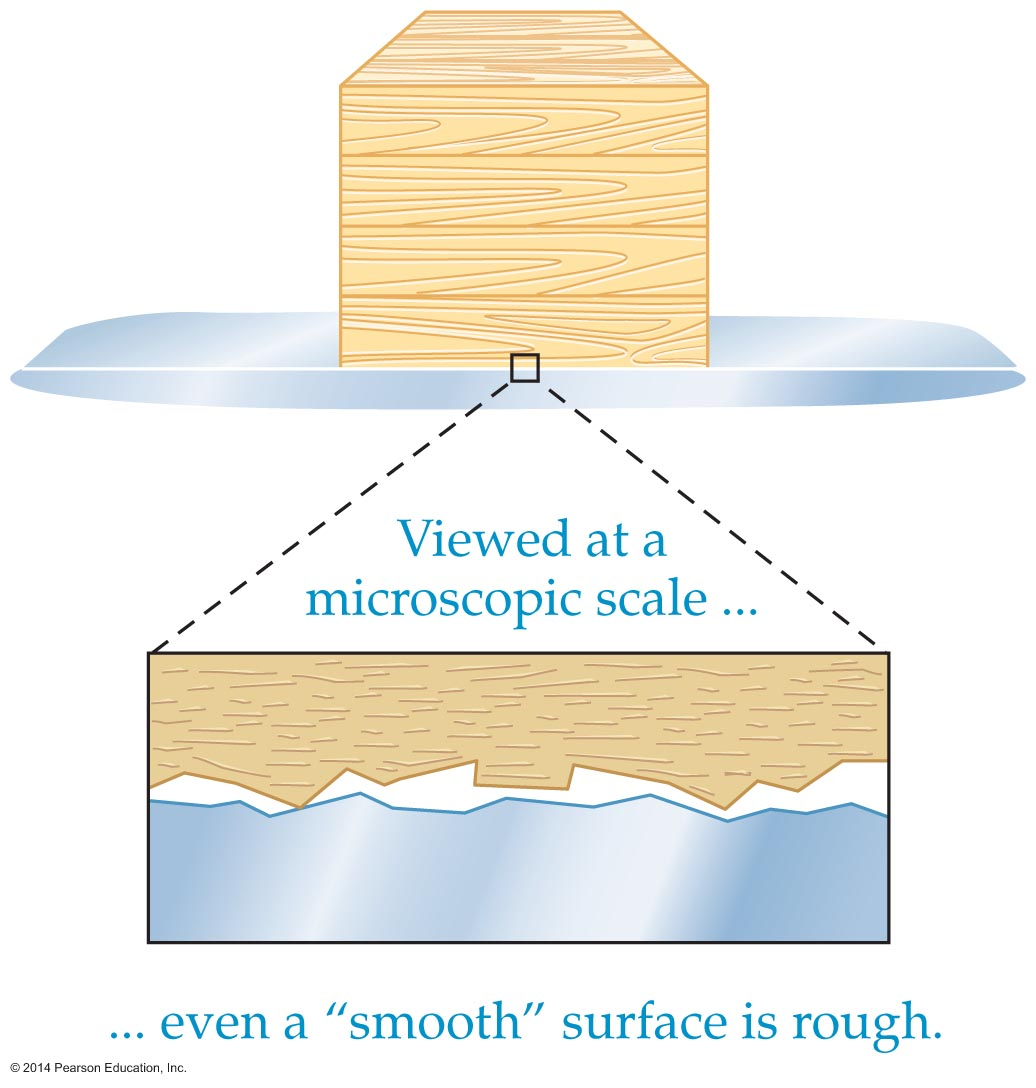 Viewed at a
microscopic scale ...
... even a “smooth” surface is rough.
© 2014 Pearson Education, Inc.